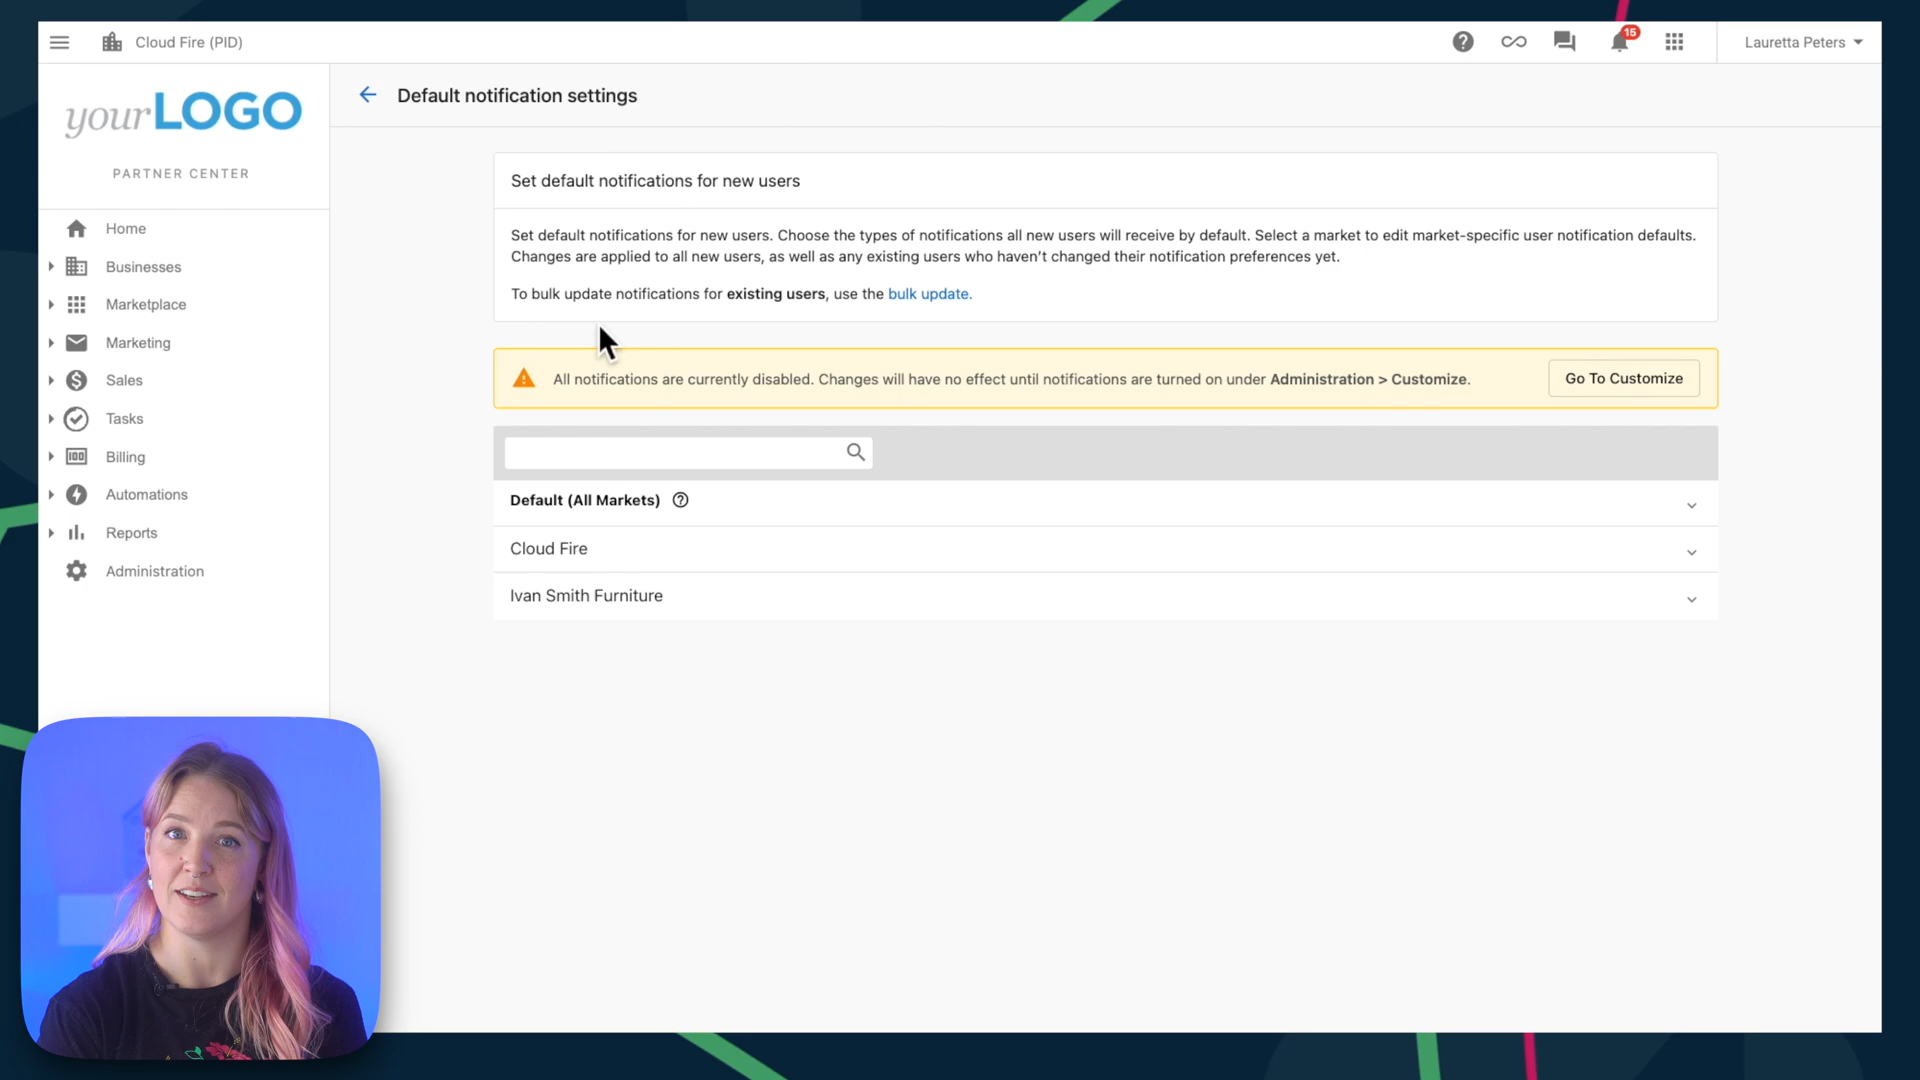 Cloud Fire (PID)
15
Lauretta Peters
yourLOGO
PARTNER CENTER
Home
Businesses
Marketplace
Marketing
Sales
Tasks
Billing
Automations
Reports
Administration
Default notification settings
Set default notifications for new users
Set default notifications for new users. Choose the types of notifications all new users will receive by default. Select a market to edit market-specific user notification defaults.
Changes are applied to all new users, as well as any existing users who haven't changed their notification preferences yet.
To bulk update notifications for existing users, use the bulk update.
All notifications are currently disabled. Changes will have no effect until notifications are turned on under Administration > Customize.
Go To Customize
Default (All Markets)
Cloud Fire
Ivan Smith Furniture